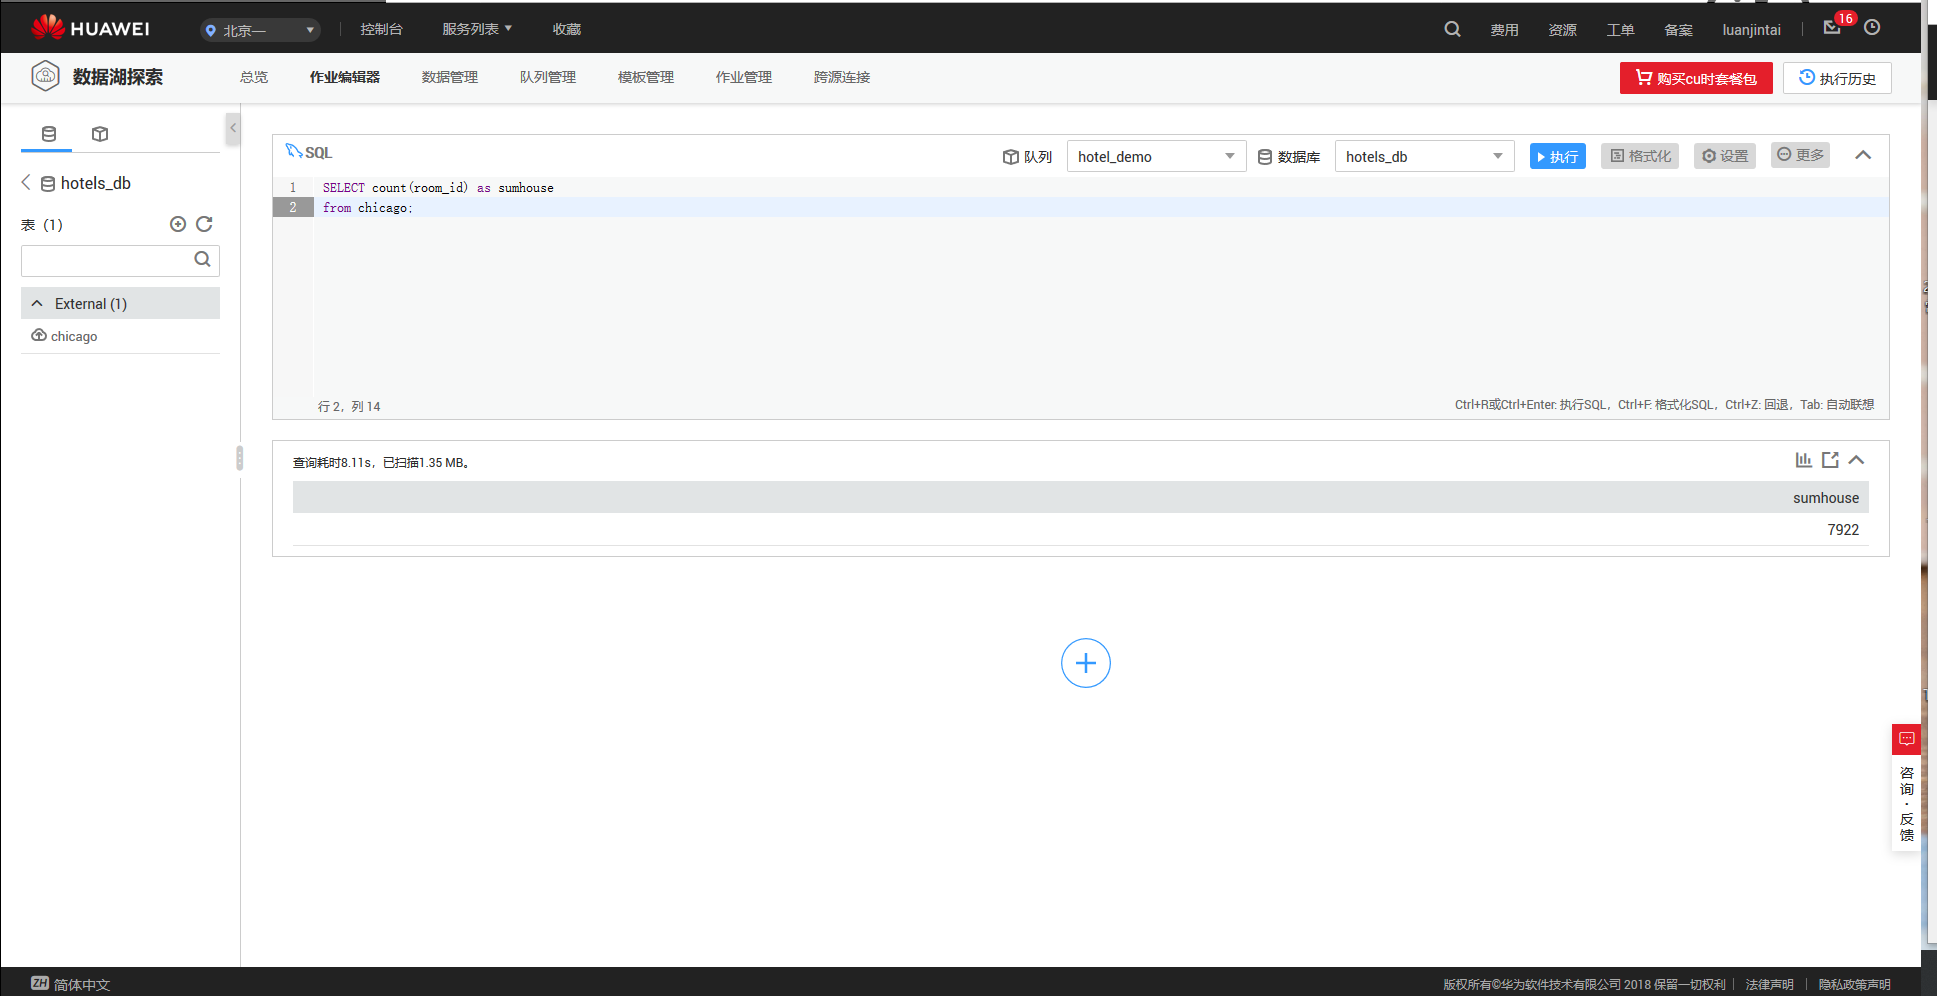 HUAWEI 北京一 控制台 服务列表 收藏 费用 资源 工单 备案 luanjintai 16
数据湖探索 总览 作业编辑器 数据管理 队列管理 模板管理 作业管理 跨源连接 购买cu时套餐包 执行历史
hotels_db
表 (1)
External (1)
chicago
SQL 队列 hotel_demo 数据库 hotels_db 执行 格式化 设置 更多
1 SELECT count(room_id) as sumhouse
2 from chicago;
行 2，列 14 Ctrl+R或Ctrl+Enter: 执行SQL，Ctrl+F: 格式化SQL，Ctrl+Z: 回退，Tab: 自动联想
查询耗时8.11s，已扫描1.35 MB。
sumhouse
7922
咨询·反馈
ZH 简体中文 版权所有©华为软件技术有限公司 2018 保留一切权利 | 法律声明 | 隐私政策声明